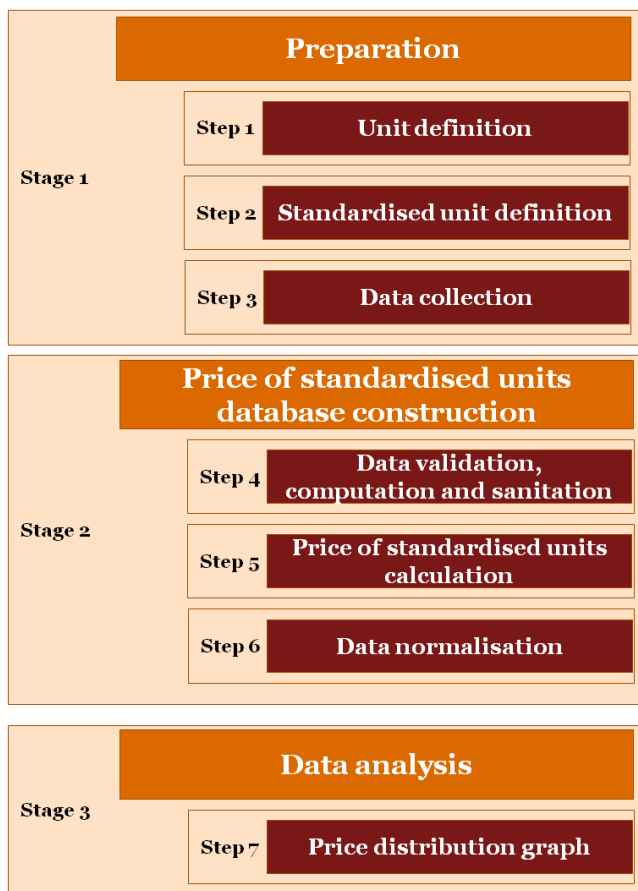 Preparation
Stage 1
Step 1
Unit definition
Step 2
Standardised unit definition
Step 3
Data collection
Price of standardised units
database construction
Stage 2
Step 4
Data validation,
computation and sanitation
Step 5
Price of standardised units
calculation
Step 6
Data normalisation
Data analysis
Stage 3
Step 7
Price distribution graph